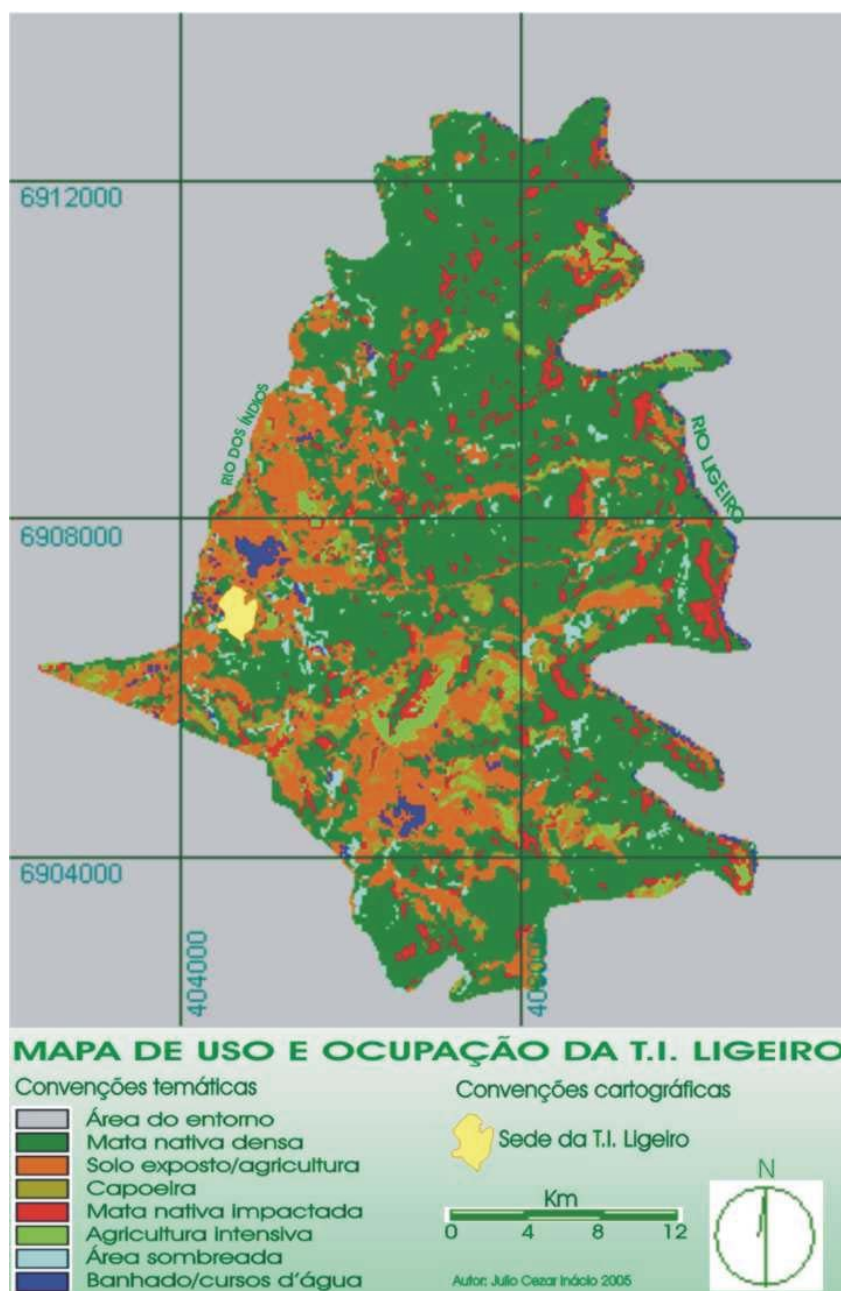 6912000
RIO DOS ÍNDIOS
RIO LIGEIRO
6908000
6904000
404000
MAPA DE USO E OCUPAÇÃO DA T.I. LIGEIRO
Convenções temáticas
Área do entorno
Mata nativa densa
Solo exposto/agricultura
Capoeira
Mata nativa impactada
Agricultura intensiva
Área sombreada
Banhado/cursos d'água
Convenções cartográficas
Sede da T.I. Ligeiro
Km
0 4 8 12
Autor: Julio Cezar Inácio 2005
N